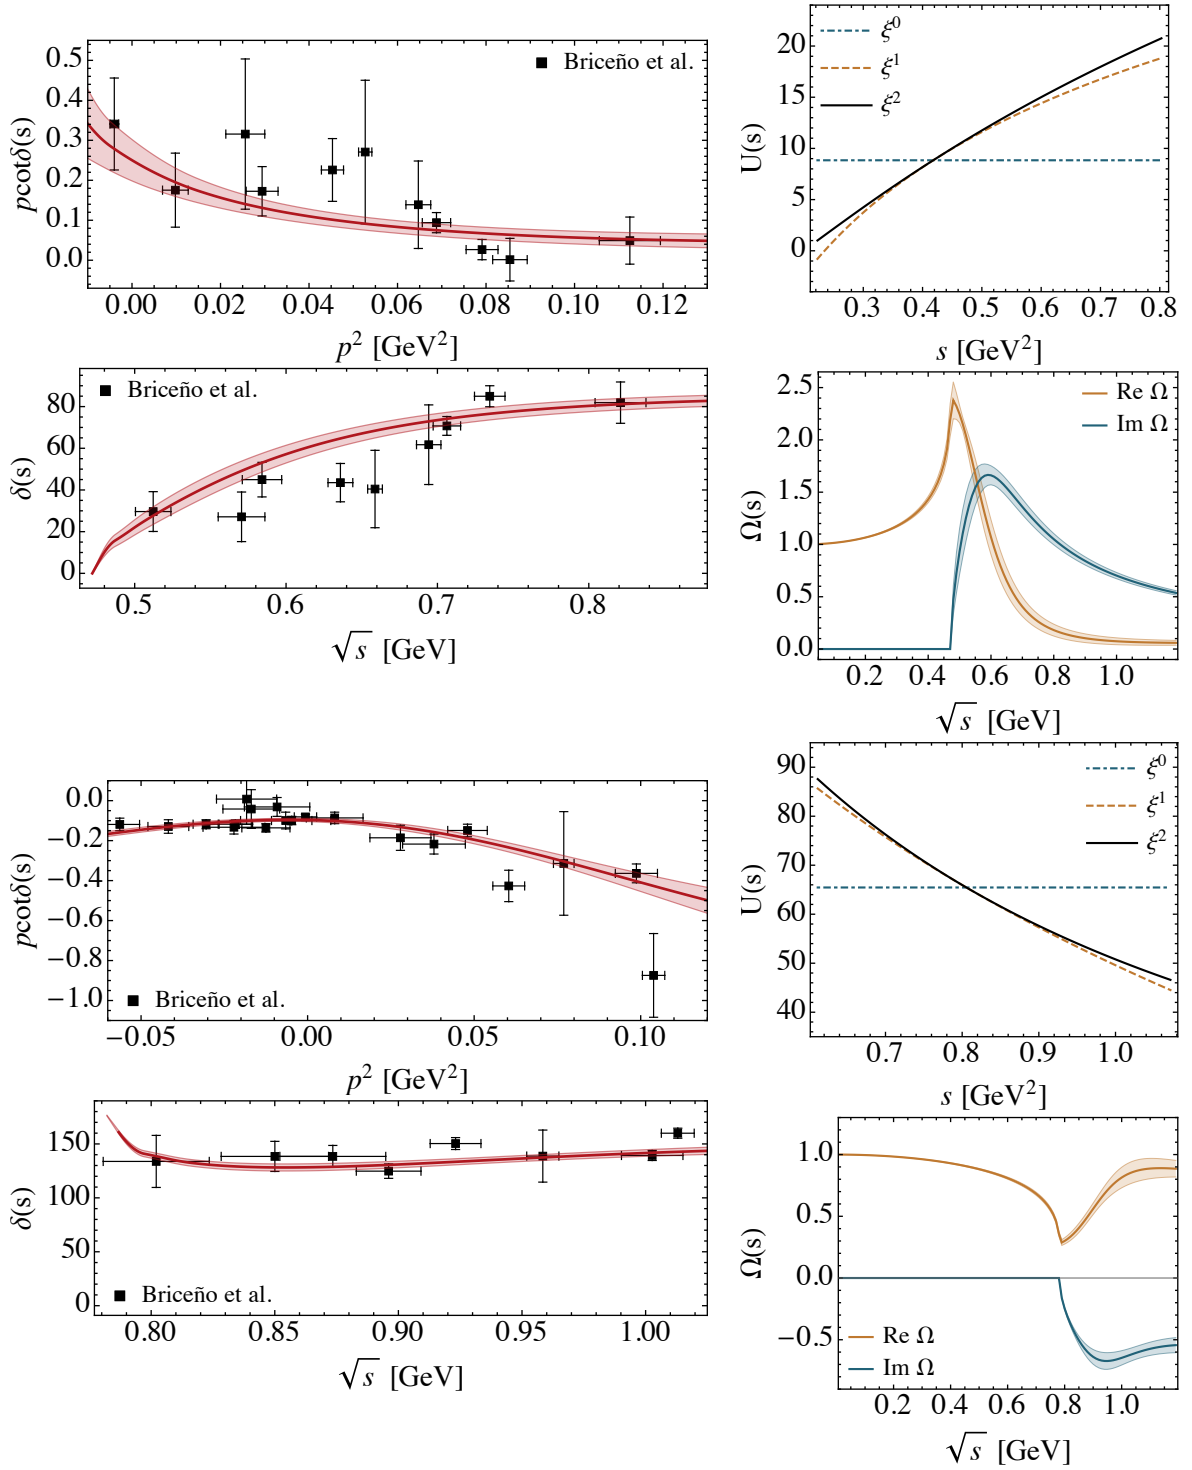 0.5
0.4
0.3
0.2
0.1
0.0
pcotδ(s)
Briceño et al.
0.00 0.02 0.04 0.06 0.08 0.10 0.12
p² [GeV²]
20
15
10
5
0
U(s)
ξ⁰
ξ¹
ξ²
0.3 0.4 0.5 0.6 0.7 0.8
s [GeV²]
80
60
40
20
0
δ(s)
Briceño et al.
0.5 0.6 0.7 0.8
√s [GeV]
2.5
2.0
1.5
1.0
0.5
0.0
Ω(s)
Re Ω
Im Ω
0.2 0.4 0.6 0.8 1.0
√s [GeV]
0.0
−0.2
−0.4
−0.6
−0.8
−1.0
pcotδ(s)
Briceño et al.
−0.05 0.00 0.05 0.10
p² [GeV²]
90
80
70
60
50
40
U(s)
ξ⁰
ξ¹
ξ²
0.7 0.8 0.9 1.0
s [GeV²]
150
100
50
0
δ(s)
Briceño et al.
0.80 0.85 0.90 0.95 1.00
√s [GeV]
1.0
0.5
0.0
−0.5
Ω(s)
Re Ω
Im Ω
0.2 0.4 0.6 0.8 1.0
√s [GeV]